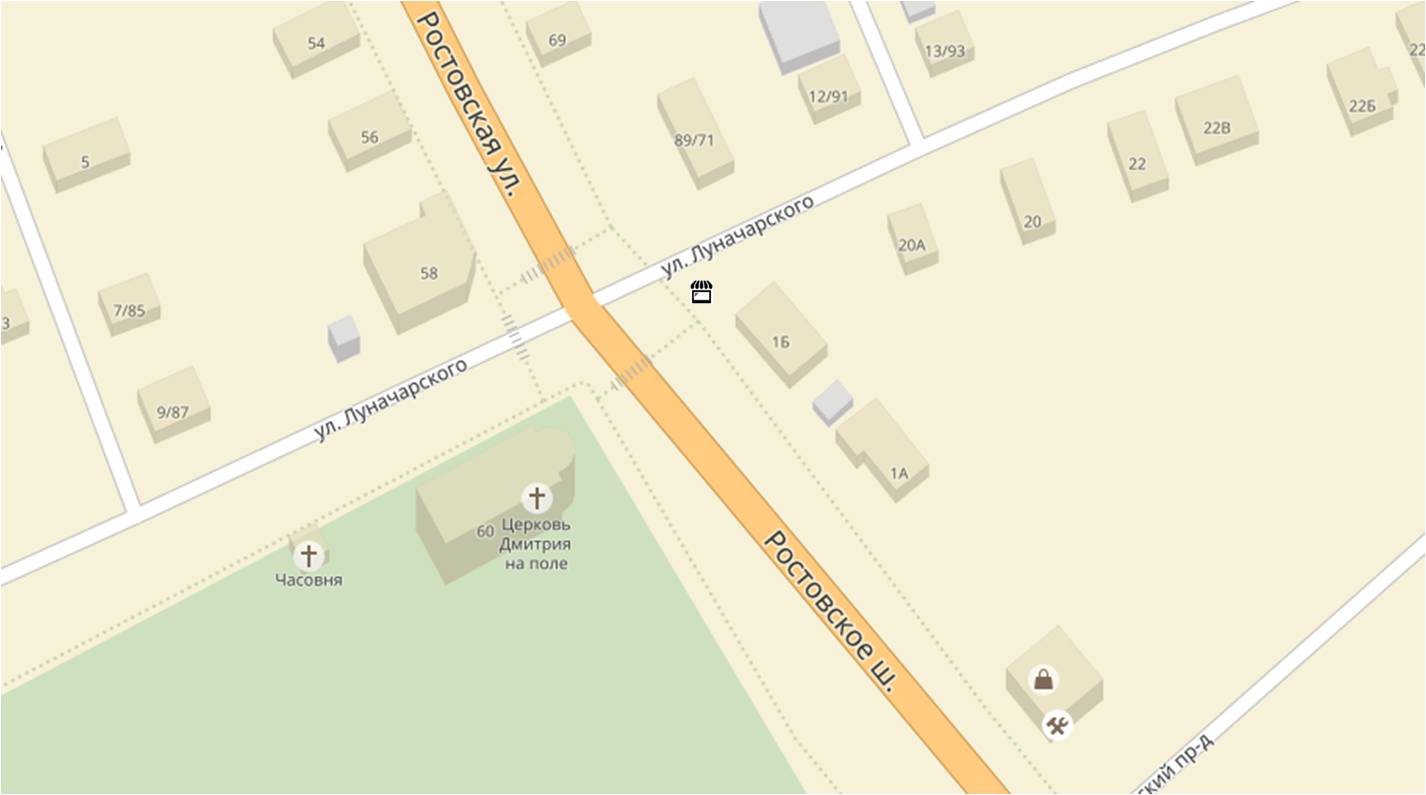 54
69
13/93
22
Ростовская ул.
12/91
56
5
89/71
22В
22Б
22
20
20А
ул. Луначарского
58
7/85
3
1Б
9/87
ул. Луначарского
1А
60
Церковь
Дмитрия
на поле
Часовня
Ростовское ш.
ский пр-д